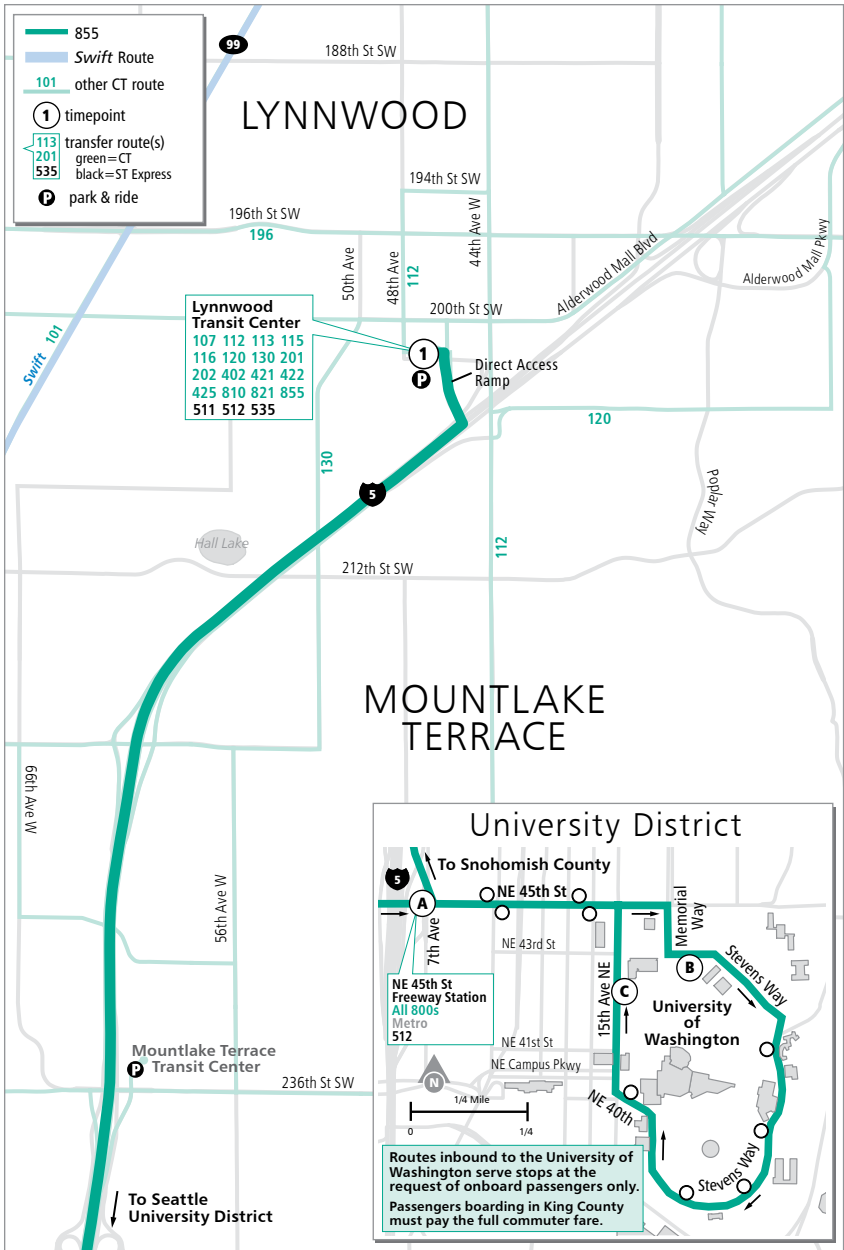 855
Swift Route
101 other CT route
1 timepoint
113 transfer route(s)
201 green=CT
535 black=ST Express
P park & ride
99
188th St SW
LYNNWOOD
194th St SW
196th St SW
196
44th Ave W
50th Ave
48th Ave
112
Alderwood Mall Blvd
Alderwood Mall Pkwy
200th St SW
Lynnwood
Transit Center
107 112 113 115
116 120 130 201
202 402 421 422
425 810 821 855
511 512 535
1
P
Direct Access
Ramp
Swift 101
120
130
5
Poplar Way
112
Hall Lake
212th St SW
MOUNTLAKE
TERRACE
66th Ave W
56th Ave W
Mountlake Terrace
Transit Center
P
236th St SW
To Seattle
University District
University District
To Snohomish County
5
A
NE 45th St
Memorial
Way
7th Ave
NE 43rd St
Stevens Way
B
NE 45th St
Freeway Station
All 800s
Metro
512
15th Ave NE
C
University
of
Washington
NE 41st St
NE Campus Pkwy
N
NE 40th
1/4 Mile
0 1/4
Stevens Way
Routes inbound to the University of
Washington serve stops at the
request of onboard passengers only.
Passengers boarding in King County
must pay the full commuter fare.